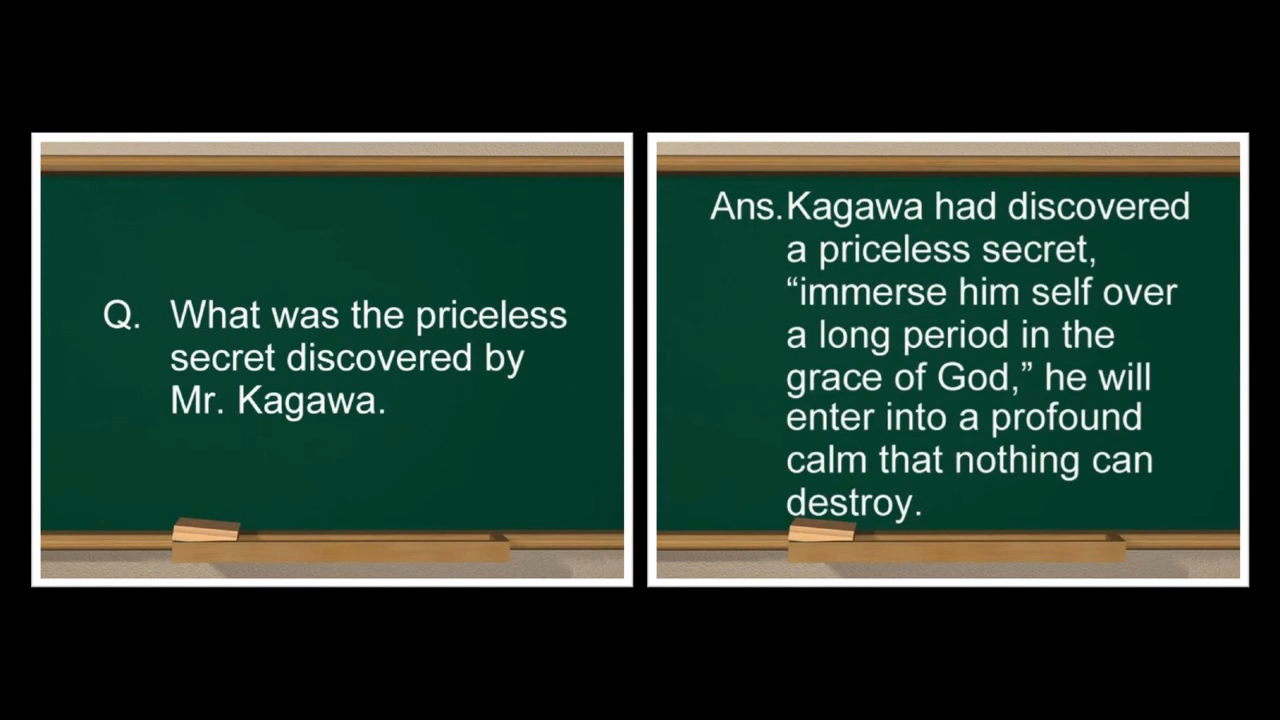 Q. What was the priceless
secret discovered by
Mr. Kagawa.
Ans. Kagawa had discovered
a priceless secret,
“immerse him self over
a long period in the
grace of God,” he will
enter into a profound
calm that nothing can
destroy.